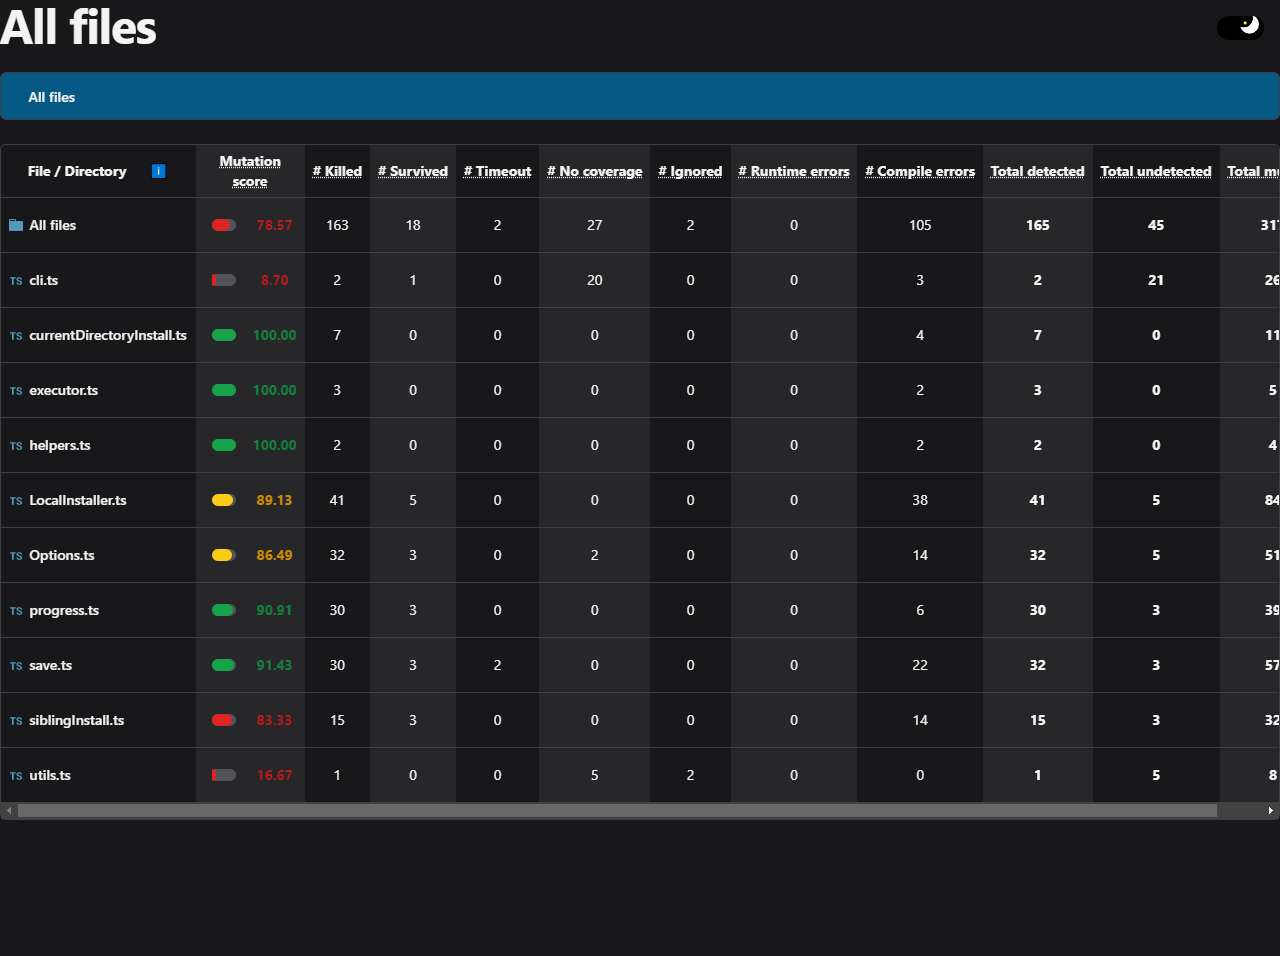 All files
All files
File / Directory i Mutation score # Killed # Survived # Timeout # No coverage # Ignored # Runtime errors # Compile errors Total detected Total undetected Total
All files 78.57 163 18 2 27 2 0 105 165 45 317
TS cli.ts 8.70 2 1 0 20 0 0 3 2 21 26
TS currentDirectoryInstall.ts 100.00 7 0 0 0 0 0 4 7 0 11
TS executor.ts 100.00 3 0 0 0 0 0 2 3 0 5
TS helpers.ts 100.00 2 0 0 0 0 0 2 2 0 4
TS LocalInstaller.ts 89.13 41 5 0 0 0 0 38 41 5 84
TS Options.ts 86.49 32 3 0 2 0 0 14 32 5 51
TS progress.ts 90.91 30 3 0 0 0 0 6 30 3 39
TS save.ts 91.43 30 3 2 0 0 0 22 32 3 57
TS siblingInstall.ts 83.33 15 3 0 0 0 0 14 15 3 32
TS utils.ts 16.67 1 0 0 5 2 0 0 1 5 8